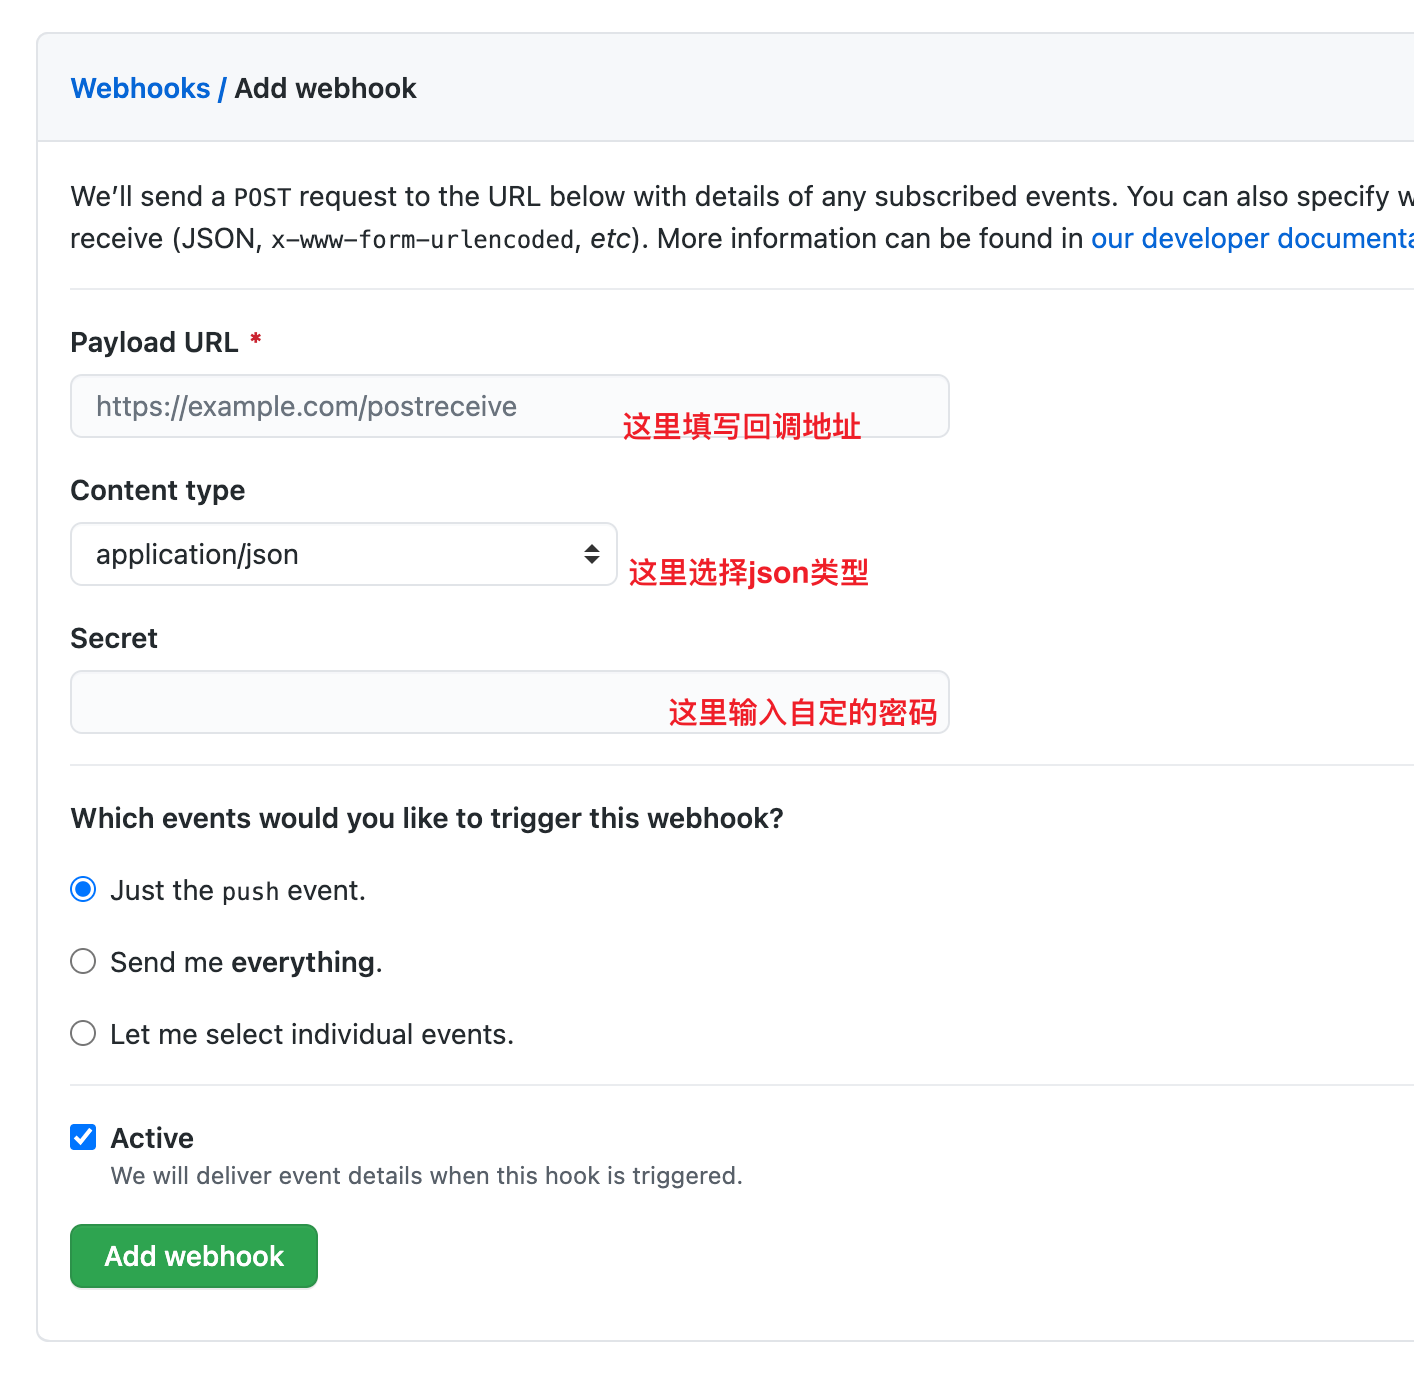 Webhooks / Add webhook
We’ll send a POST request to the URL below with details of any subscribed events. You can also specify
receive (JSON, x-www-form-urlencoded, etc). More information can be found in our developer
Payload URL *
https://example.com/postreceive
这里填写回调地址
Content type
application/json
这里选择json类型
Secret
这里输入自定的密码
Which events would you like to trigger this webhook?
Just the push event.
Send me everything.
Let me select individual events.
Active
We will deliver event details when this hook is triggered.
Add webhook